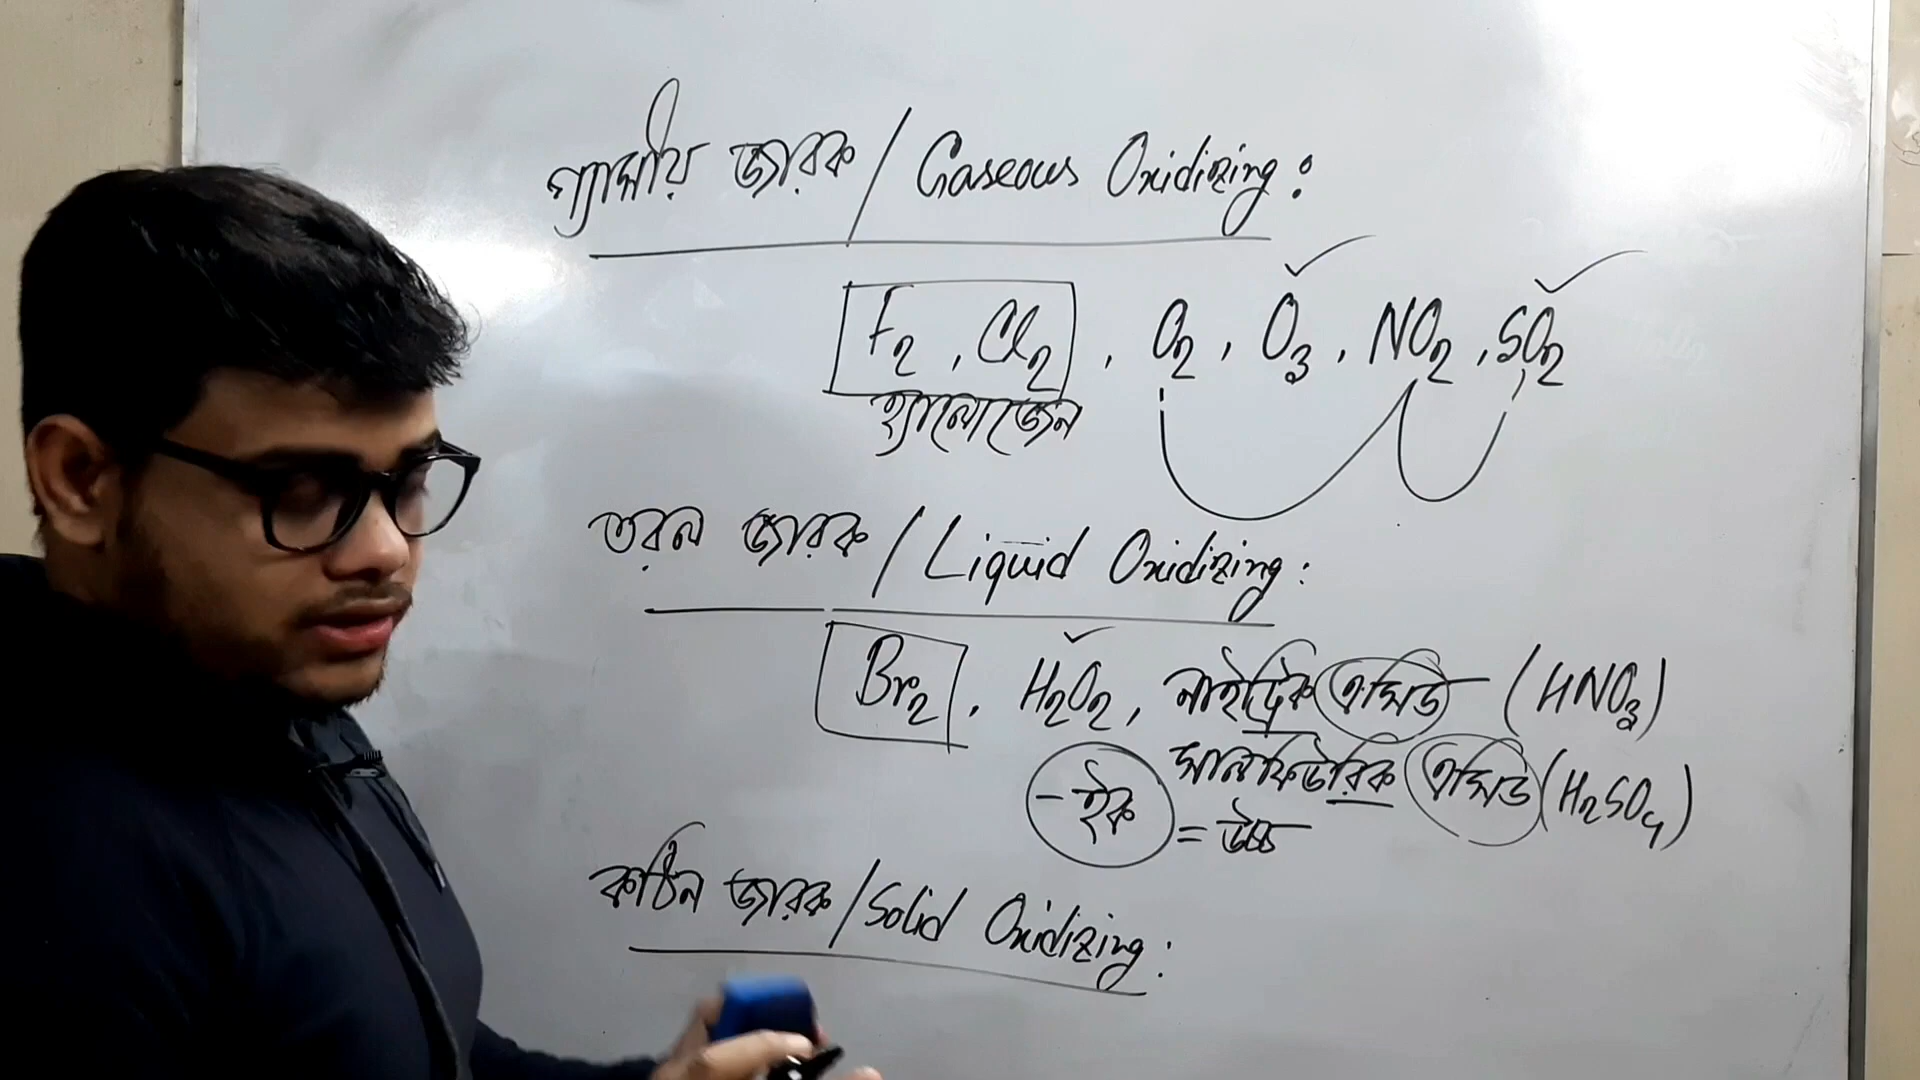 গ্যাসীয় জারক / Gaseous Oxidizing :
F2 , Cl2 , O2 , O3 , NO2 , SO2
হ্যালোজেন
তরল জারক / Liquid Oxidizing :
Br2 , H2O2 , নাইট্রিক এসিড (HNO3)
সালফিউরিক এসিড (H2SO4)
-ইক = উচ্চ
কঠিন জারক / Solid Oxidizing :